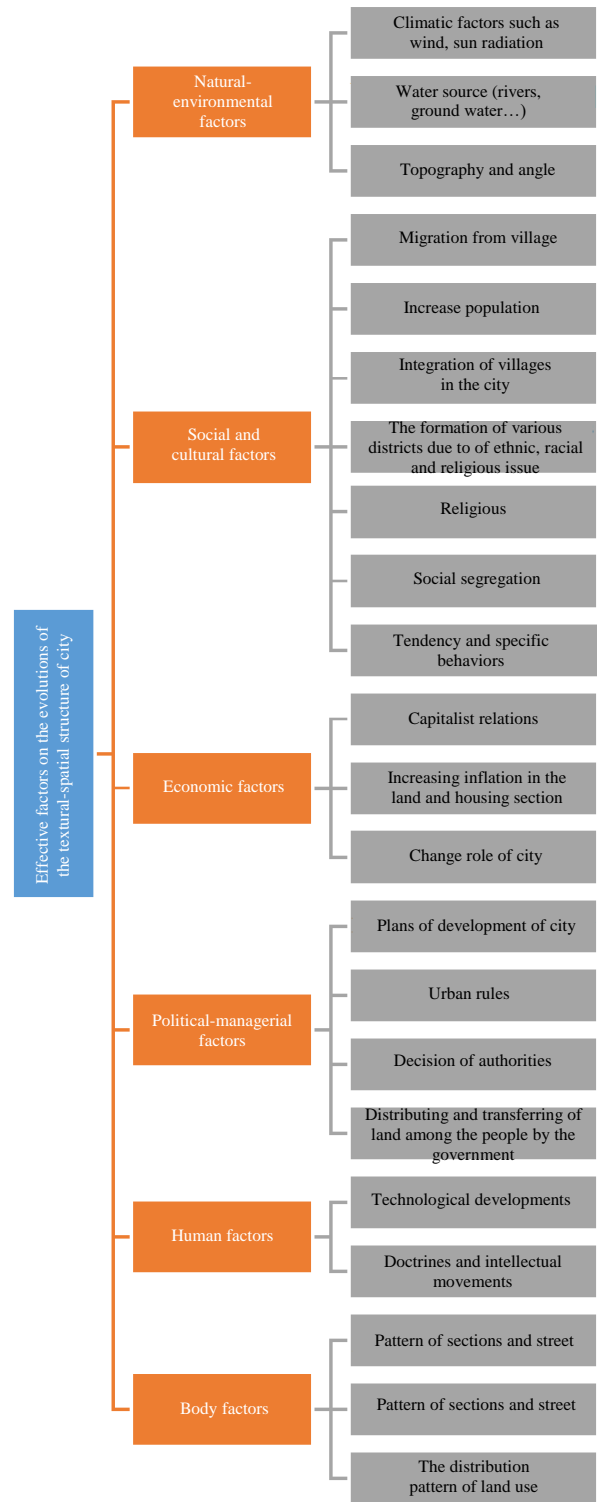 Effective factors on the evolutions of
the textural-spatial structure of city
Natural-
environmental
factors
Climatic factors such as
wind, sun radiation
Water source (rivers,
ground water…)
Topography and angle
Social and
cultural factors
Migration from village
Increase population
Integration of villages
in the city
The formation of various
districts due to of ethnic, racial
and religious issue
Religious
Social segregation
Tendency and specific
behaviors
Economic factors
Capitalist relations
Increasing inflation in the
land and housing section
Change role of city
Political-managerial
factors
Plans of development of city
Urban rules
Decision of authorities
Distributing and transferring of
land among the people by the
government
Human factors
Technological developments
Doctrines and intellectual
movements
Body factors
Pattern of sections and street
Pattern of sections and street
The distribution
pattern of land use